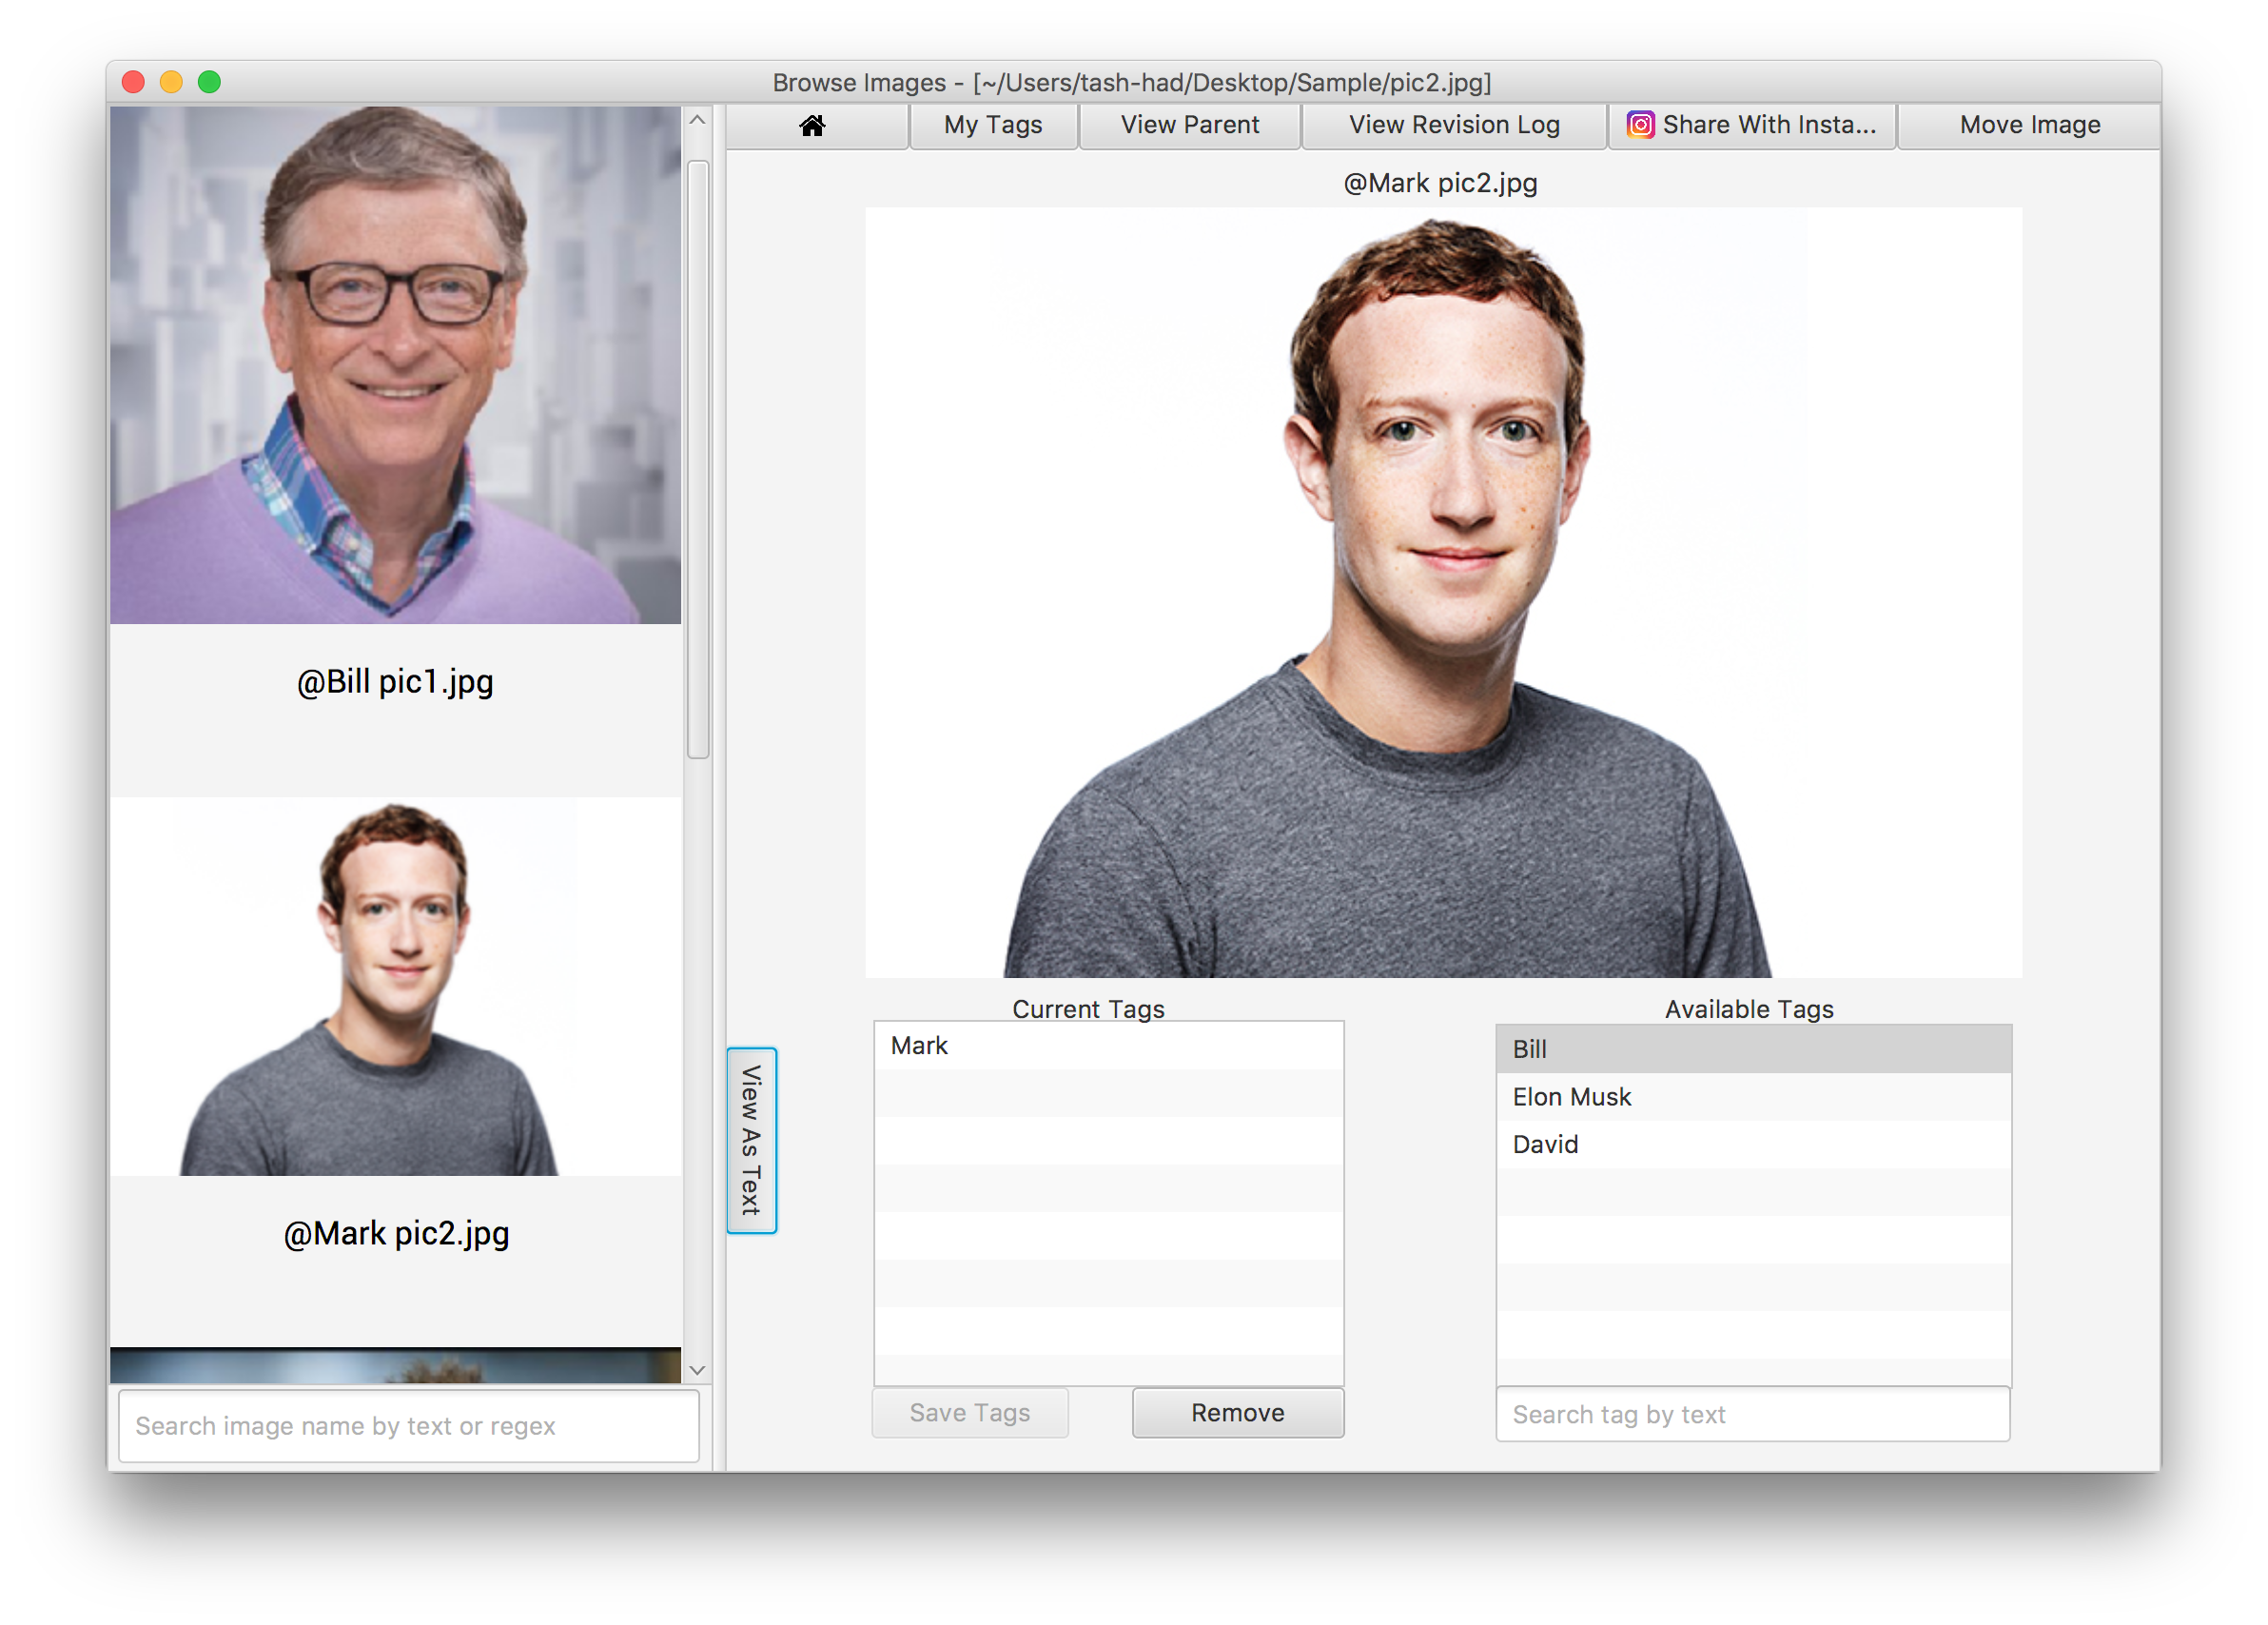 Browse Images - [~/Users/tash-had/Desktop/Sample/pic2.jpg]
My Tags
View Parent
View Revision Log
Share With Insta...
Move Image
@Bill pic1.jpg
@Mark pic2.jpg
Search image name by text or regex
@Mark pic2.jpg
View As Text
Current Tags
Mark
Save Tags
Remove
Available Tags
Bill
Elon Musk
David
Search tag by text